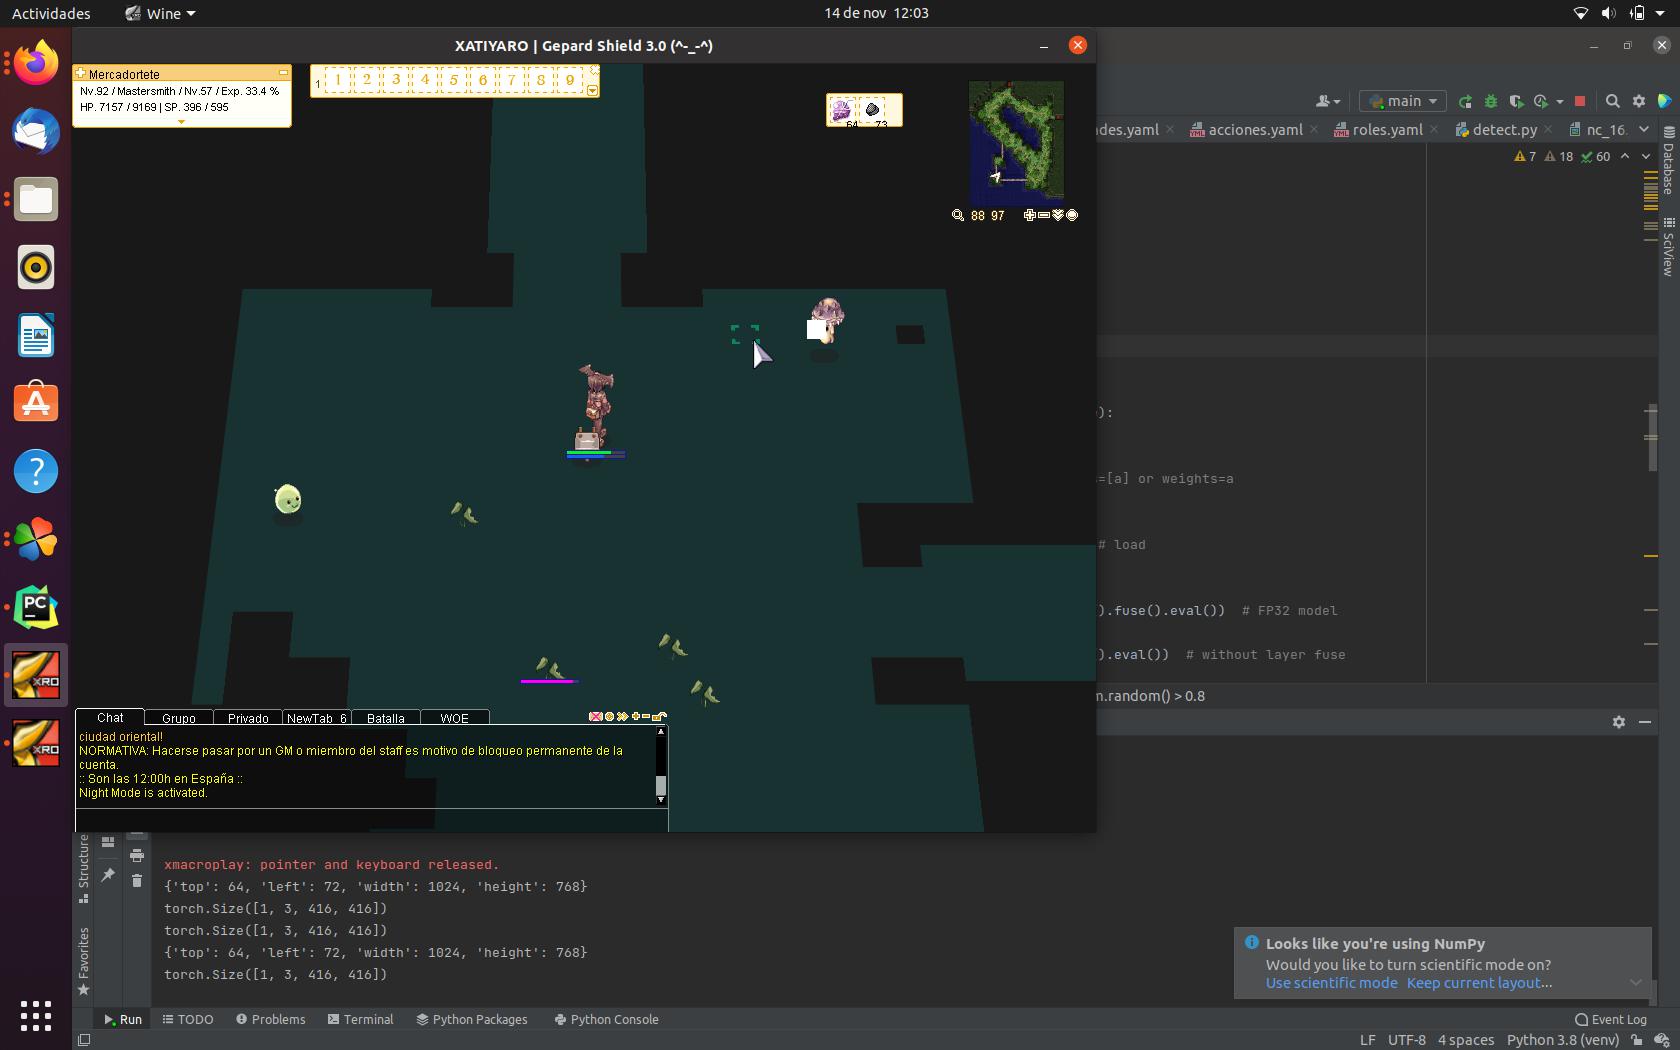 Actividades
Wine
14 de nov 12:03
XATIYARO | Gepard Shield 3.0 (^-_-^)
Mercadortete
Nv.92 / Mastersmith / Nv.57 / Exp. 33.4 %
HP. 7157 / 9169 | SP. 396 / 595
1
1 2 3 4 5 6 7 8 9
64 73
88 97
main
des.yaml
acciones.yaml
roles.yaml
detect.py
nc_16.
7 18 60
Database
SciView
):
=[a] or weights=a
# load
).fuse().eval()) # FP32 model
).eval()) # without layer fuse
m.random() > 0.8
Chat Grupo Privado NewTab_6 Batalla WOE
ciudad oriental!
NORMATIVA: Hacerse pasar por un GM o miembro del staff es motivo de bloqueo permanente de la
cuenta.
:: Son las 12:00h en España ::
Night Mode is activated.
XRO
XRO
PC
Structure
Favorites
xmacroplay: pointer and keyboard released.
{'top': 64, 'left': 72, 'width': 1024, 'height': 768}
torch.Size([1, 3, 416, 416])
torch.Size([1, 3, 416, 416])
{'top': 64, 'left': 72, 'width': 1024, 'height': 768}
torch.Size([1, 3, 416, 416])
Looks like you're using NumPy
Would you like to turn scientific mode on?
Use scientific mode Keep current layout...
Run TODO Problems Terminal Python Packages Python Console
Event Log
LF UTF-8 4 spaces Python 3.8 (venv)